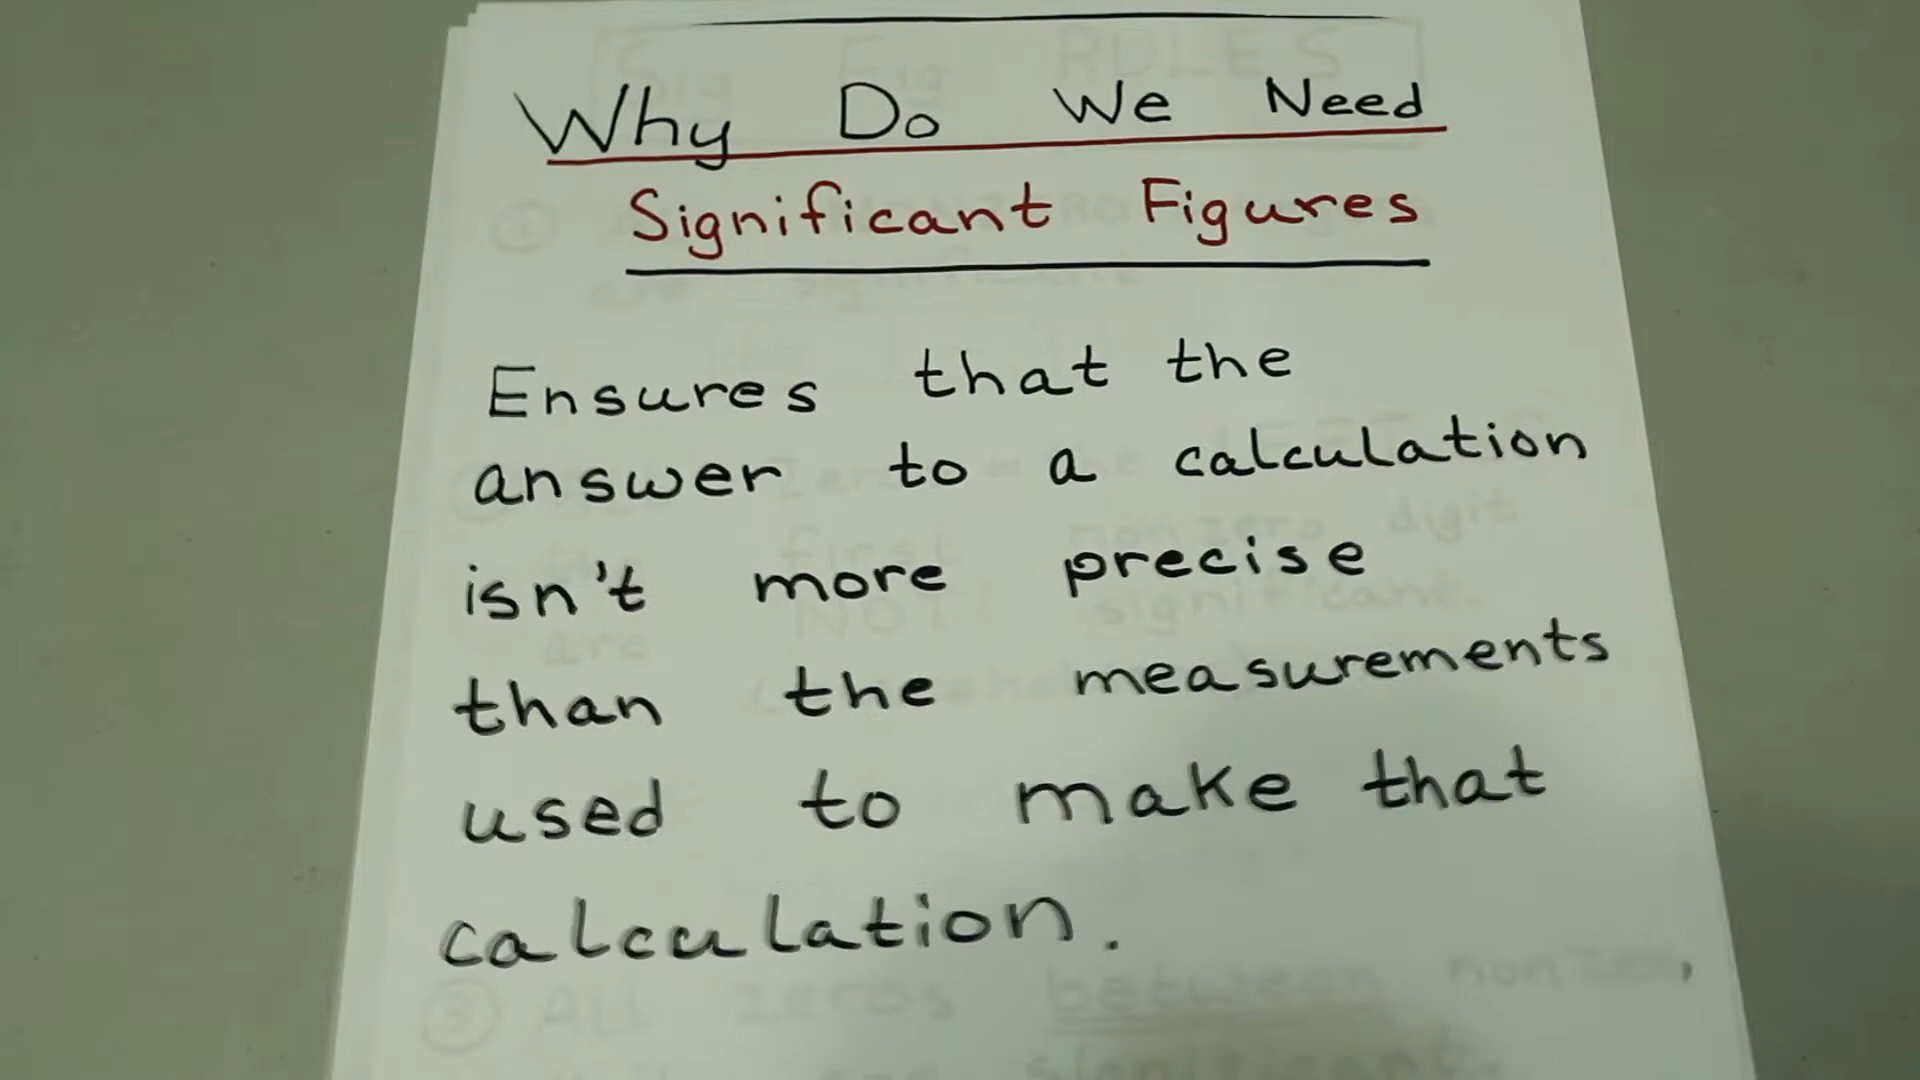 Why Do We Need
Significant Figures
Ensures that the
answer to a calculation
isn't more precise
than the measurements
used to make that
calculation.